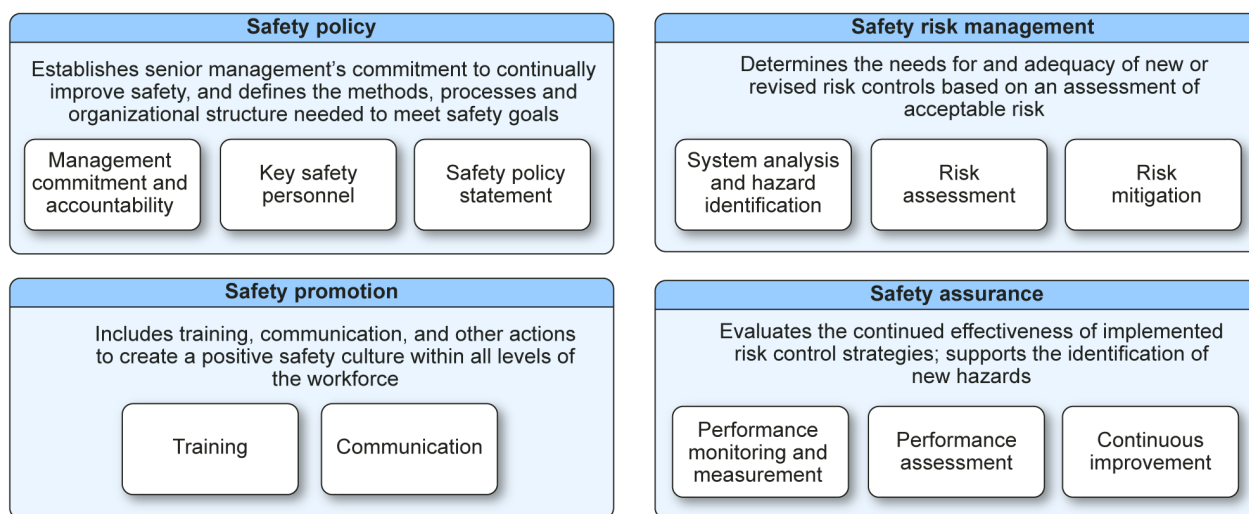 Safety policy
Establishes senior management's commitment to continually
improve safety, and defines the methods, processes and
organizational structure needed to meet safety goals
Management
commitment and
accountability
Key safety
personnel
Safety policy
statement
Safety risk management
Determines the needs for and adequacy of new or
revised risk controls based on an assessment of
acceptable risk
System analysis
and hazard
identification
Risk
assessment
Risk
mitigation
Safety promotion
Includes training, communication, and other actions
to create a positive safety culture within all levels of
the workforce
Training
Communication
Safety assurance
Evaluates the continued effectiveness of implemented
risk control strategies; supports the identification of
new hazards
Performance
monitoring and
measurement
Performance
assessment
Continuous
improvement